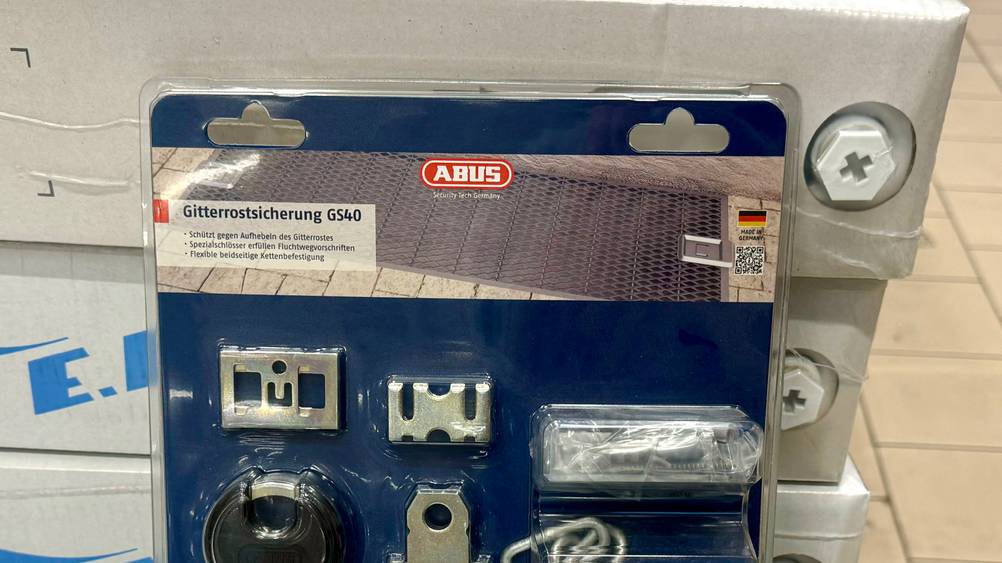 ABUS
Security Tech Germany
Gitterrostsicherung GS40
· Schützt gegen Aufhebeln des Gitterrostes
· Spezialschlösser erfüllen Fluchtwegvorschriften
· Flexible beidseitige Kettenbefestigung
MADE IN
GERMANY
E.